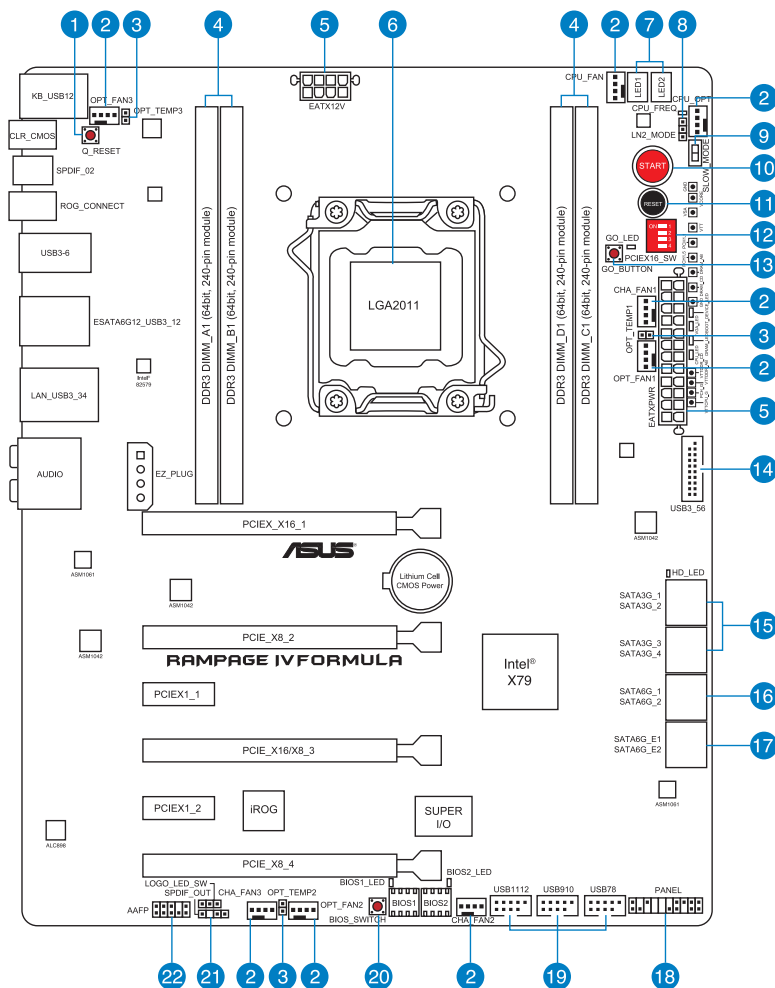 1
2
3
4
5
6
4
2
7
8
KB_USB12
OPT_FAN3
OPT_TEMP3
EATX12V
CPU_FAN
LED1
LED2
CPU_FREQ
CPU_OPT
2
CLR_CMOS
Q_RESET
LN2_MODE
SLOW_MODE
9
SPDIF_O2
START
10
ROG_CONNECT
RESET
11
GND
VCORE
VSA
VTT
ON
12
USB3-6
GO_LED
PCIEX16_SW
GO_BUTTON
13
DDR3 DIMM_A1 (64bit, 240-pin module)
DDR3 DIMM_B1 (64bit, 240-pin module)
DDR3 DIMM_D1 (64bit, 240-pin module)
DDR3 DIMM_C1 (64bit, 240-pin module)
LGA2011
CHA_FAN1
2
ESATA6G12_USB3_12
OPT_TEMP1
3
OPT_FAN1
2
Intel®
82579
LAN_USB3_34
EATXPWR
5
AUDIO
EZ_PLUG
14
USB3_56
PCIEX_X16_1
ASUS
ASM1042
ASM1061
Lithium Cell
CMOS Power
HD_LED
ASM1042
SATA3G_1
SATA3G_2
15
ASM1042
PCIE_X8_2
RAMPAGE IV FORMULA
SATA3G_3
SATA3G_4
Intel®
X79
PCIEX1_1
SATA6G_1
SATA6G_2
16
PCIE_X16/X8_3
SATA6G_E1
SATA6G_E2
17
PCIEX1_2
iROG
SUPER
I/O
ASM1061
ALC898
PCIE_X8_4
LOGO_LED_SW
SPDIF_OUT
AAFP
CHA_FAN3
OPT_TEMP2
OPT_FAN2
BIOS1_LED
BIOS2_LED
BIOS_SWITCH
BIOS1
BIOS2
CHA_FAN2
USB1112
USB910
USB78
PANEL
22
21
2
3
2
20
2
19
18